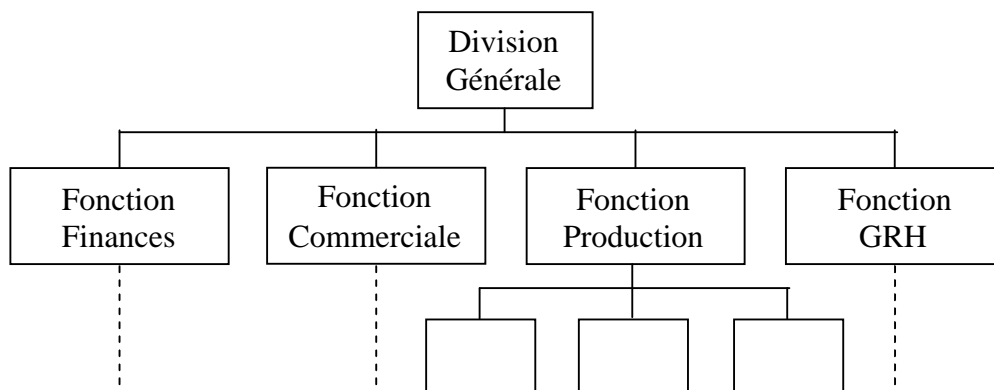 Division
Générale
Fonction
Finances
Fonction
Commerciale
Fonction
Production
Fonction
GRH